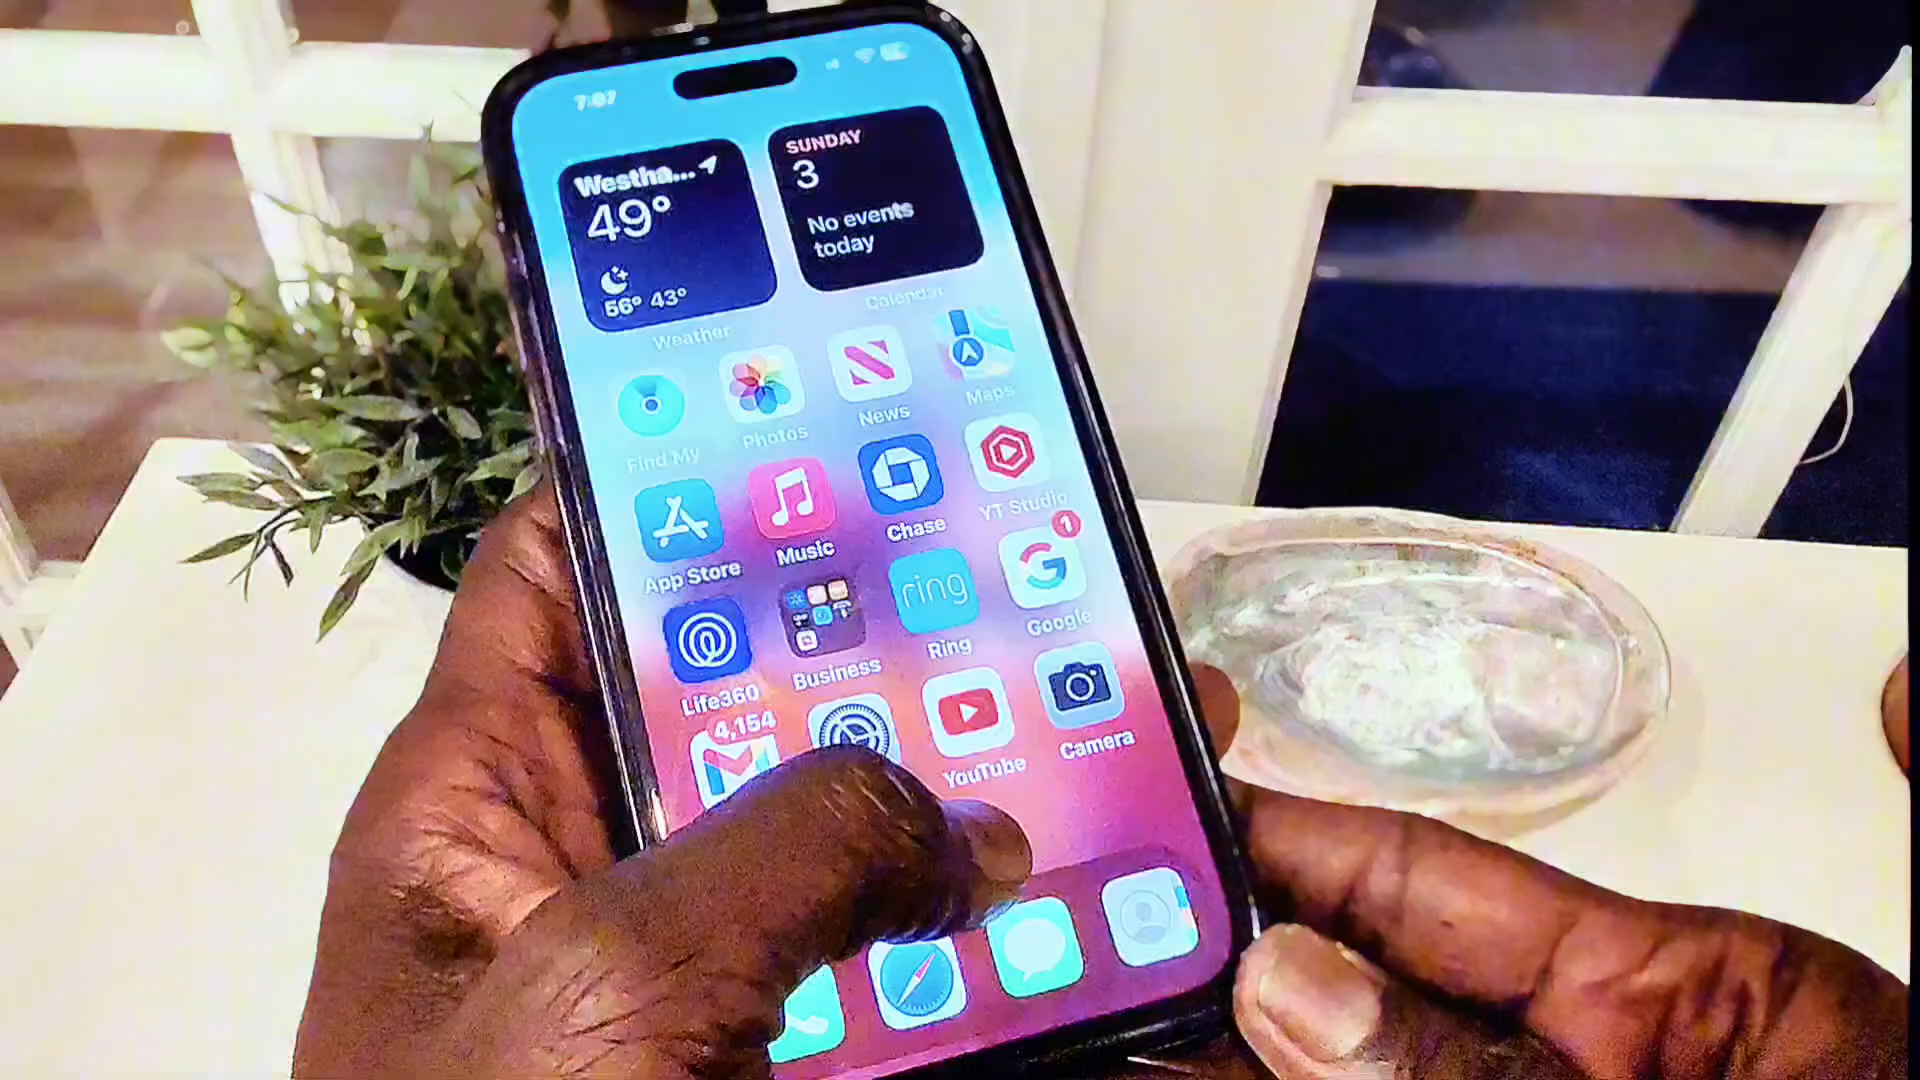 7:07
Westha...
49°
56° 43°
Weather
SUNDAY
3
No events
today
Calendar
Find My
Photos
News
Maps
App Store
Music
Chase
YT Studio
Life360
Business
ring
Ring
1
Google
4,154
YouTube
Camera